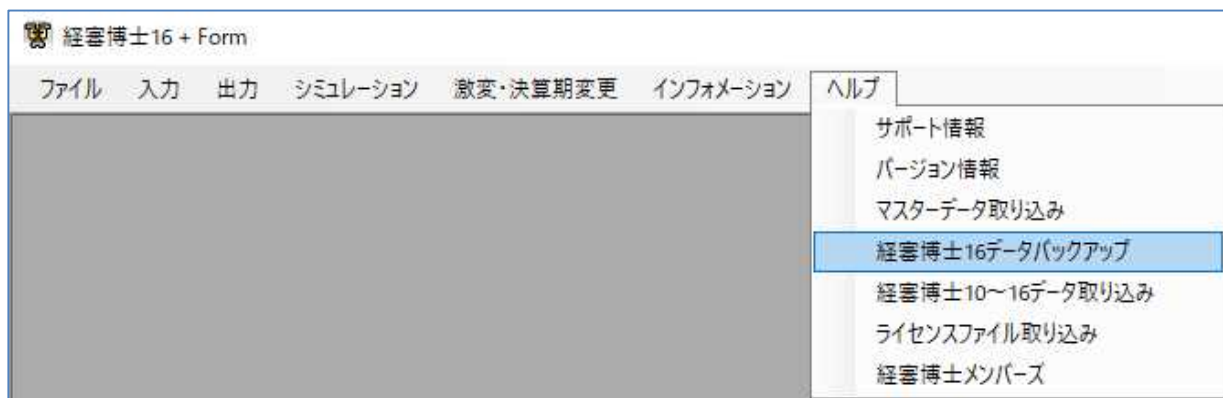 経審博士16 + Form
ファイル 入力 出力 シミュレーション 激変・決算期変更 インフォメーション ヘルプ
サポート情報
バージョン情報
マスターデータ取り込み
経審博士16データバックアップ
経審博士10～16データ取り込み
ライセンスファイル取り込み
経審博士メンバーズ